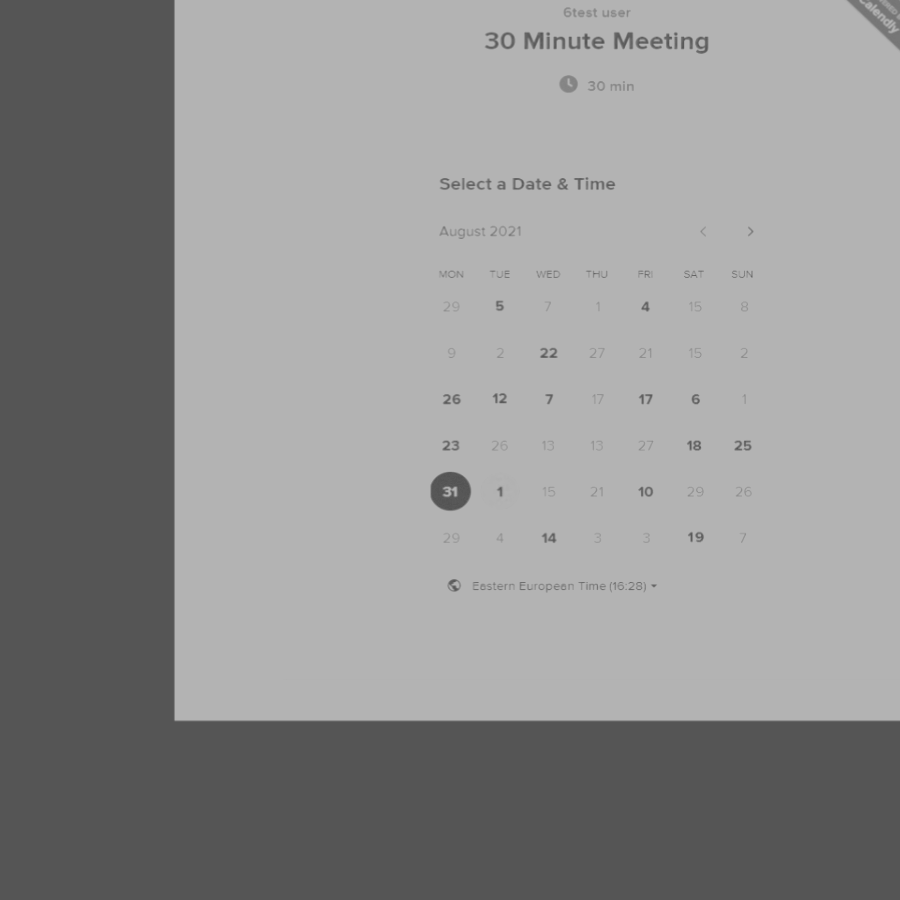 6test user
30 Minute Meeting
30 min
Calendly
Select a Date & Time
August 2021
MON TUE WED THU FRI SAT SUN
29 5 7 1 4 15 8
9 2 22 27 21 15 2
26 12 7 17 17 6 1
23 26 13 13 27 18 25
31 1 15 21 10 29 26
29 4 14 3 3 19 7
Eastern European Time (16:28)